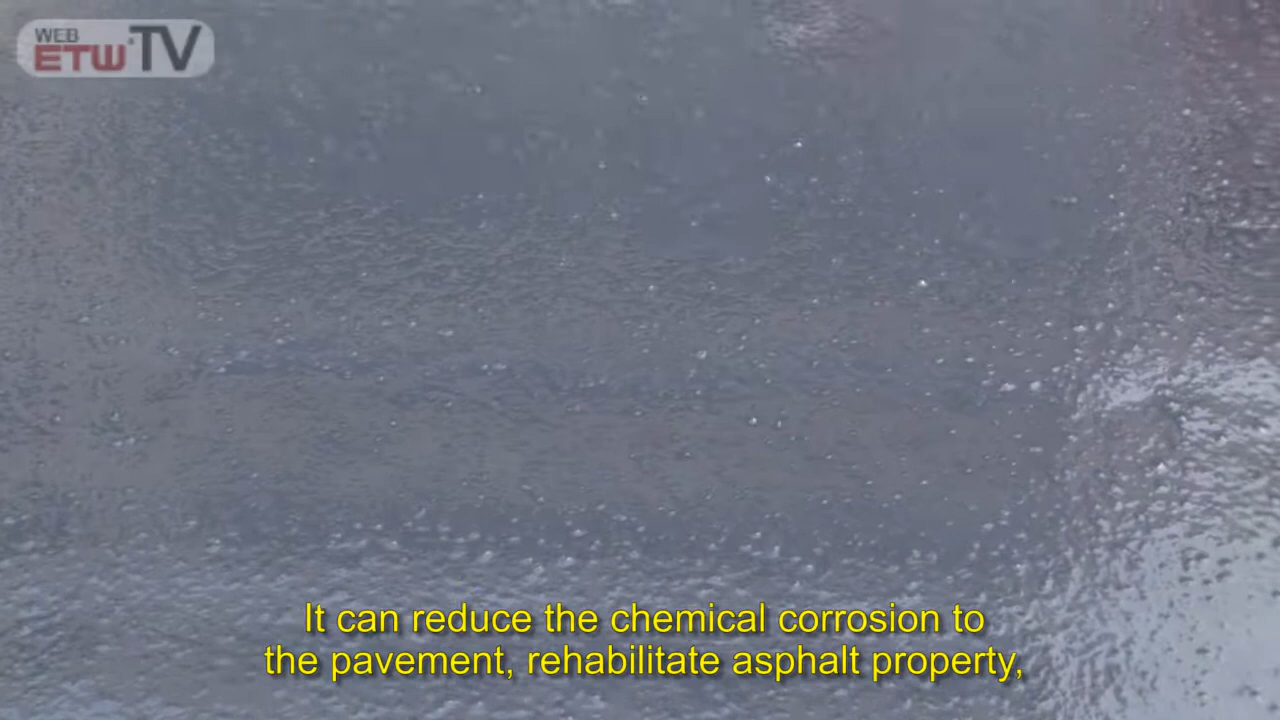 WEB
ETW®TV
It can reduce the chemical corrosion to
the pavement, rehabilitate asphalt property,